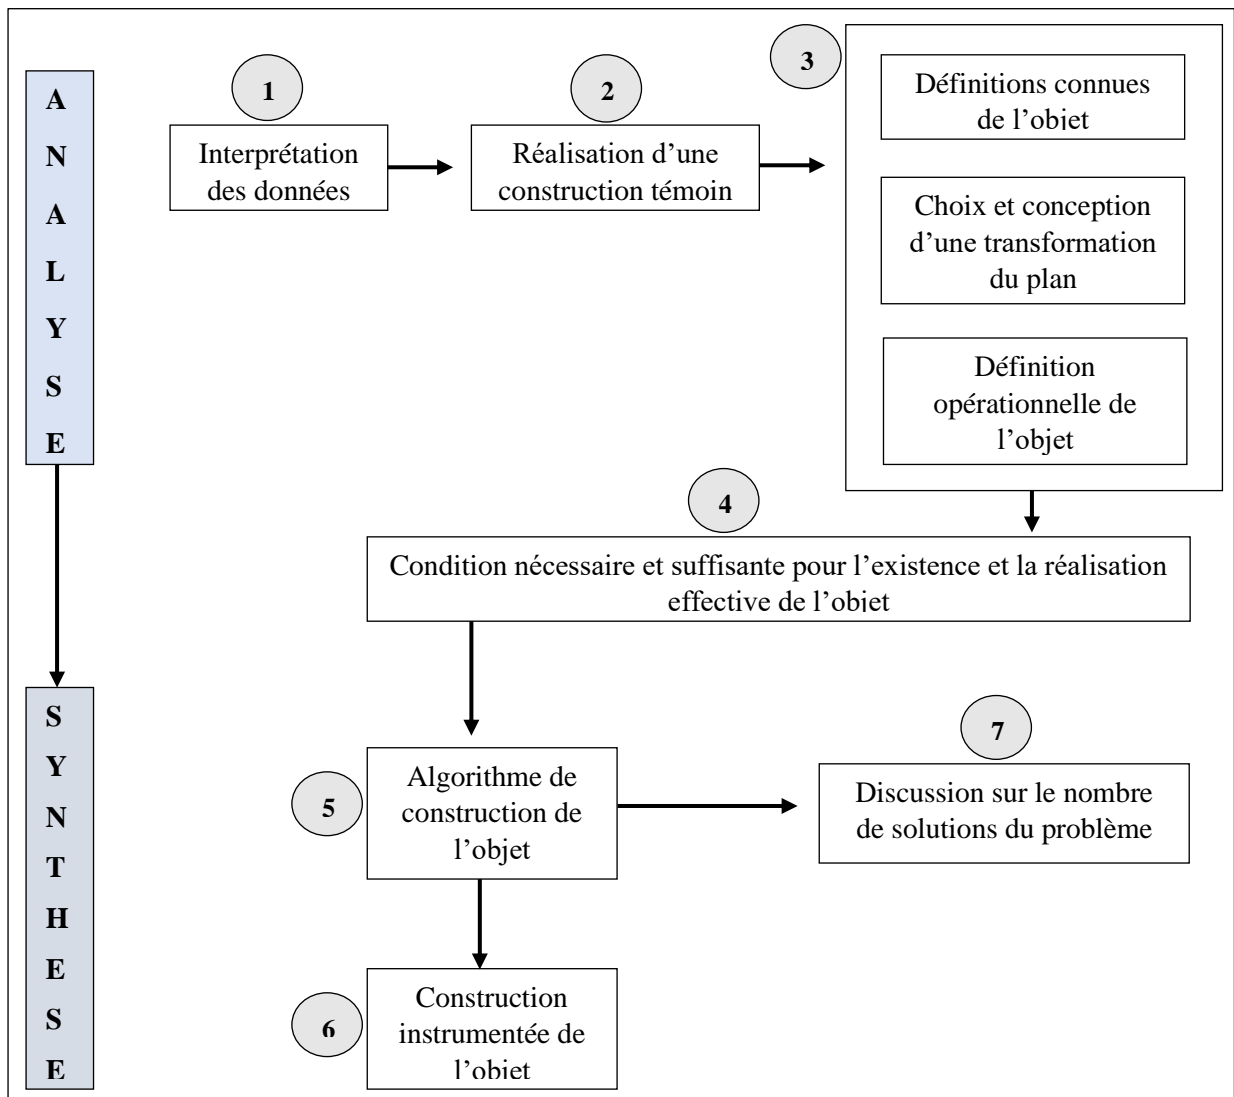 A
N
A
L
Y
S
E
1
Interprétation
des données
2
Réalisation d'une
construction témoin
3
Définitions connues
de l'objet
Choix et conception
d'une transformation
du plan
Définition
opérationnelle de
l'objet
4
Condition nécessaire et suffisante pour l'existence et la réalisation
effective de l'objet
S
Y
N
T
H
E
S
E
5
Algorithme de
construction de
l'objet
7
Discussion sur le nombre
de solutions du problème
6
Construction
instrumentée de
l'objet